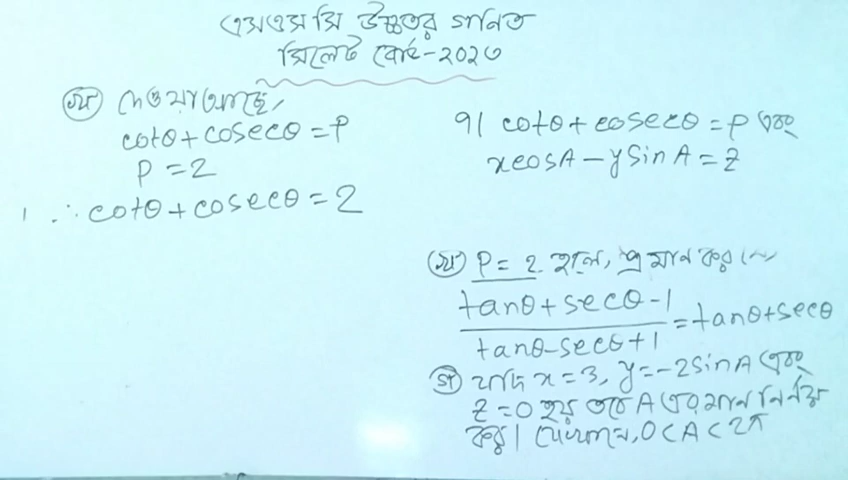 এসএসসি উচ্চতর গনিত
সিলেট বোর্ড-২০২৩
(খ) দেওয়া আছে,
cotθ+cosecθ=P
P=2
∴ cotθ+cosecθ=2
৭। cotθ+cosecθ=P এবং
xcosA-ysinA=z
(খ) P=2 হলে, প্রমান কর যে
tanθ+secθ-1 / tanθ-secθ+1 = tanθ+secθ
(গ) যদি x=3, y=-2sinA এবং
z=0 হয় তবে A এর মান নির্নয়
কর। যেখানে, 0<A<2π